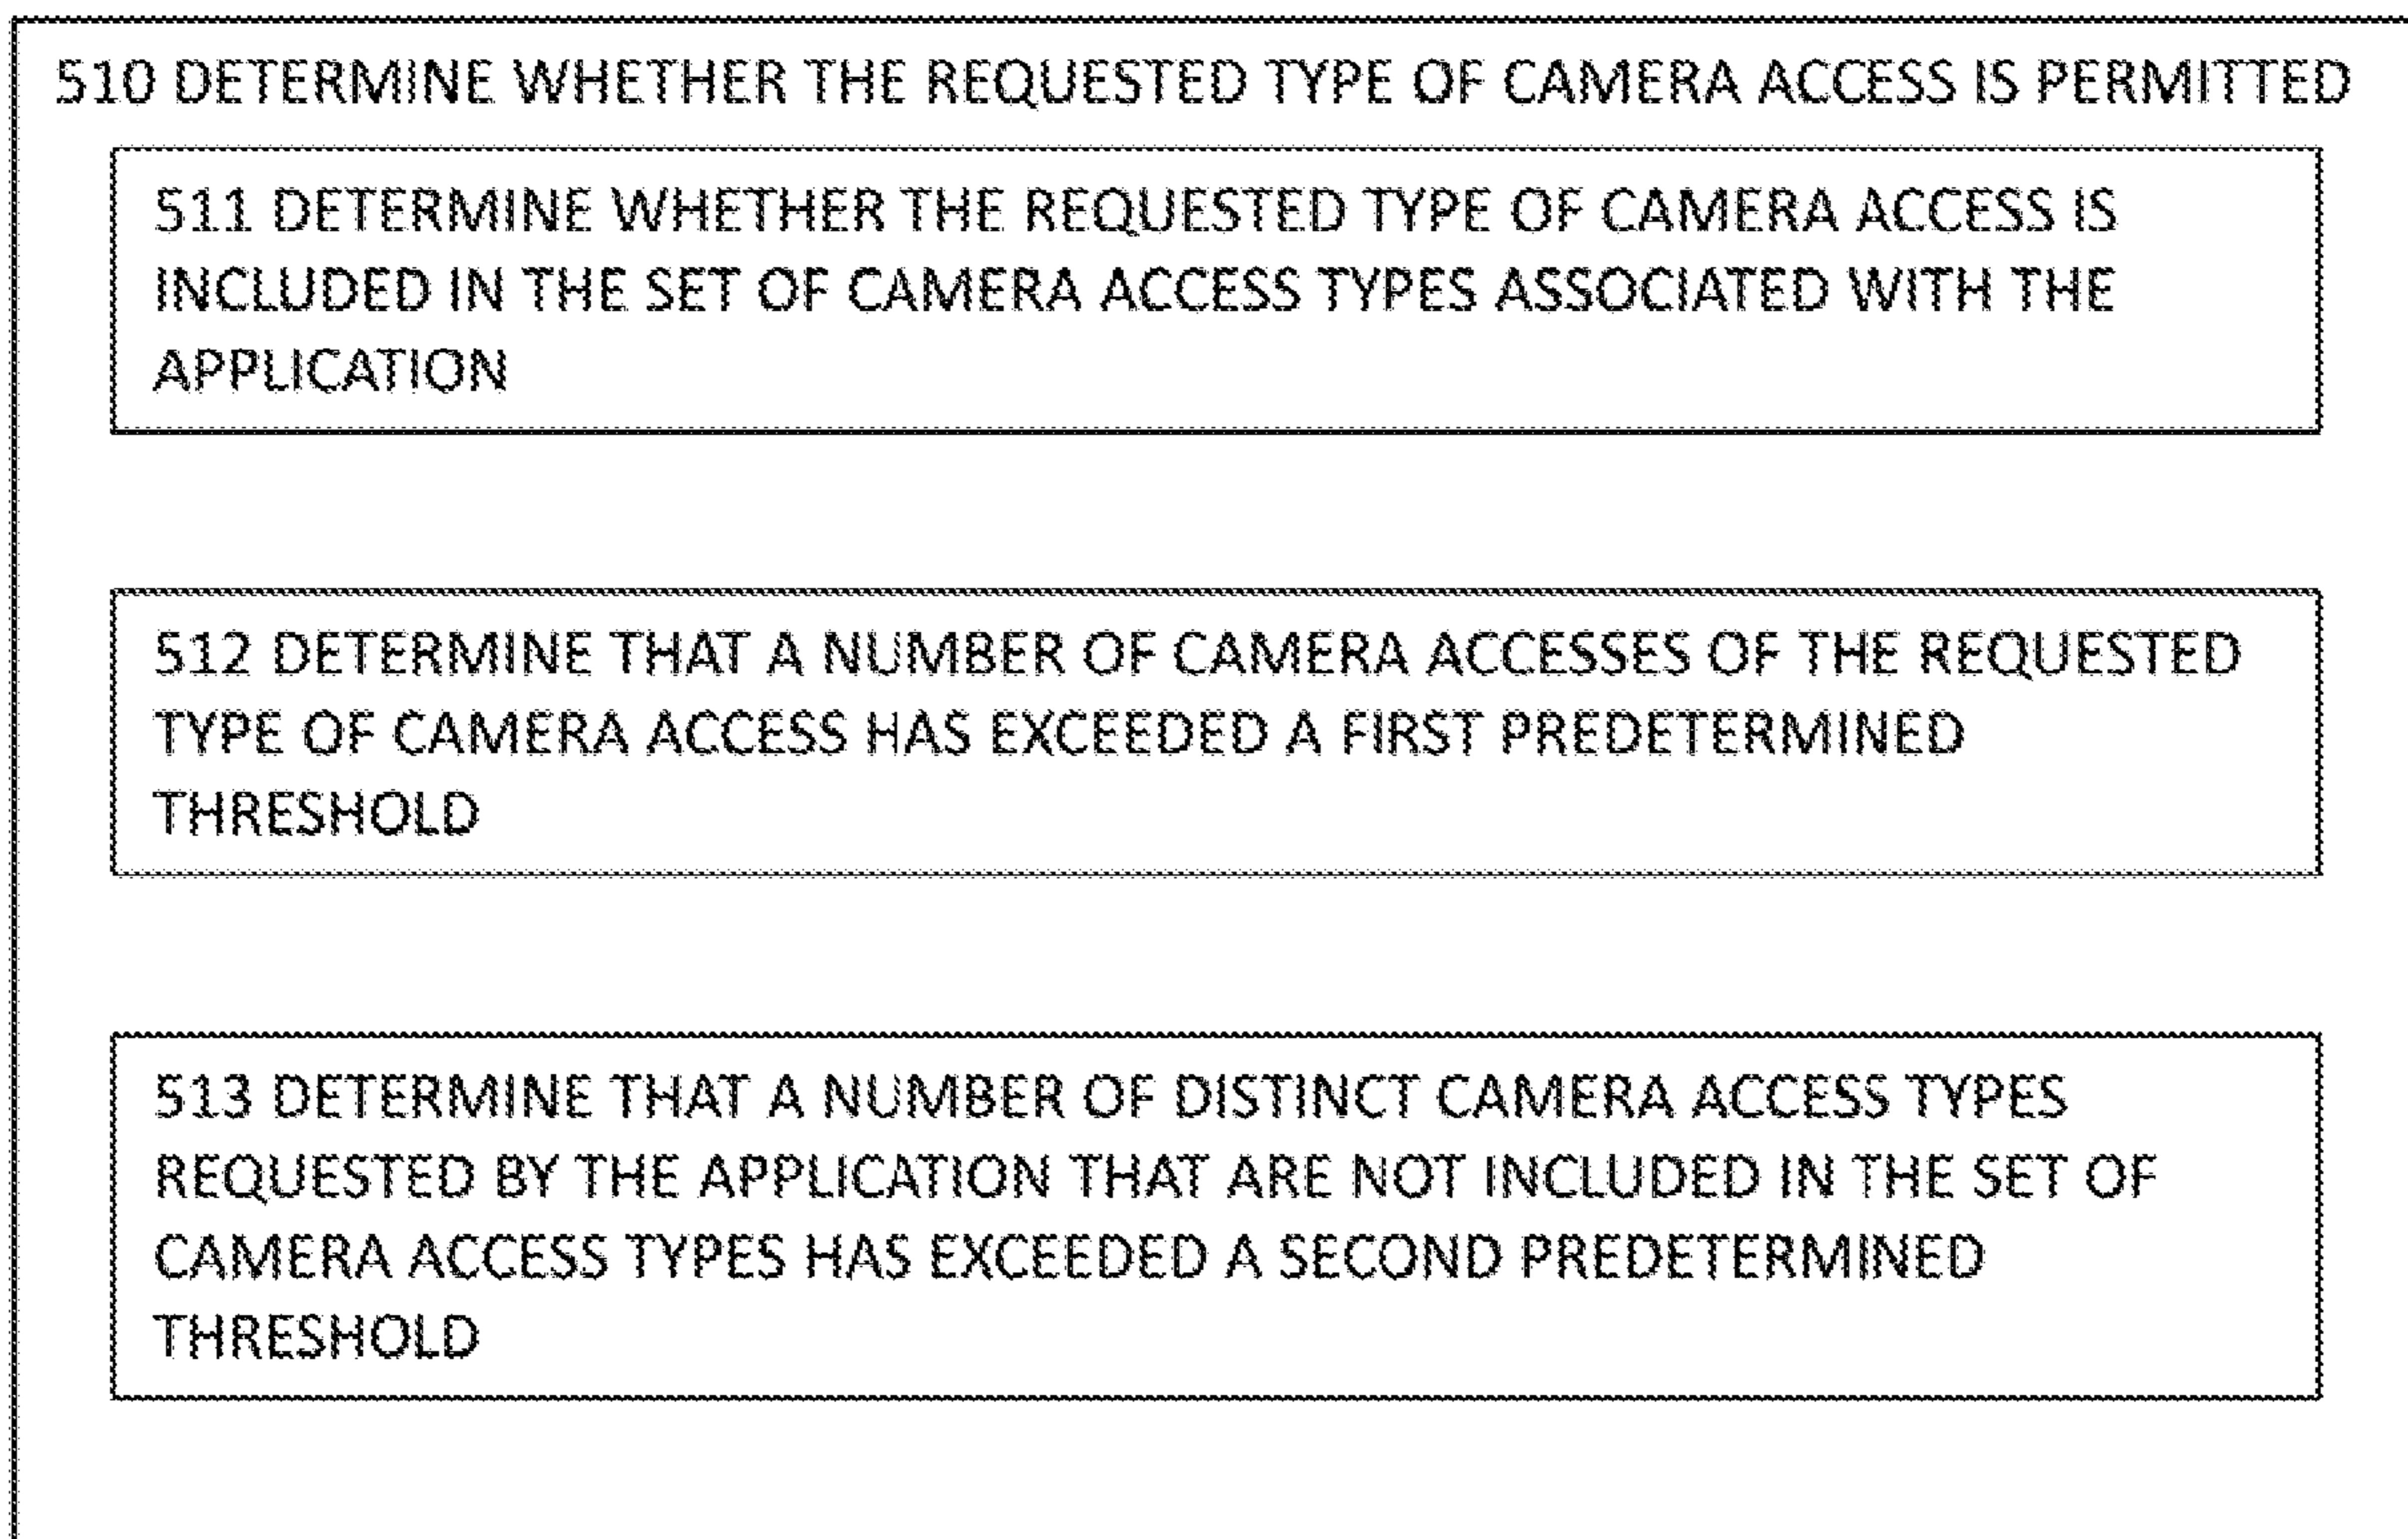 510 DETERMINE WHETHER THE REQUESTED TYPE OF CAMERA ACCESS IS PERMITTED
511 DETERMINE WHETHER THE REQUESTED TYPE OF CAMERA ACCESS IS
INCLUDED IN THE SET OF CAMERA ACCESS TYPES ASSOCIATED WITH THE
APPLICATION
512 DETERMINE THAT A NUMBER OF CAMERA ACCESSES OF THE REQUESTED
TYPE OF CAMERA ACCESS HAS EXCEEDED A FIRST PREDETERMINED
THRESHOLD
513 DETERMINE THAT A NUMBER OF DISTINCT CAMERA ACCESS TYPES
REQUESTED BY THE APPLICATION THAT ARE NOT INCLUDED IN THE SET OF
CAMERA ACCESS TYPES HAS EXCEEDED A SECOND PREDETERMINED
THRESHOLD